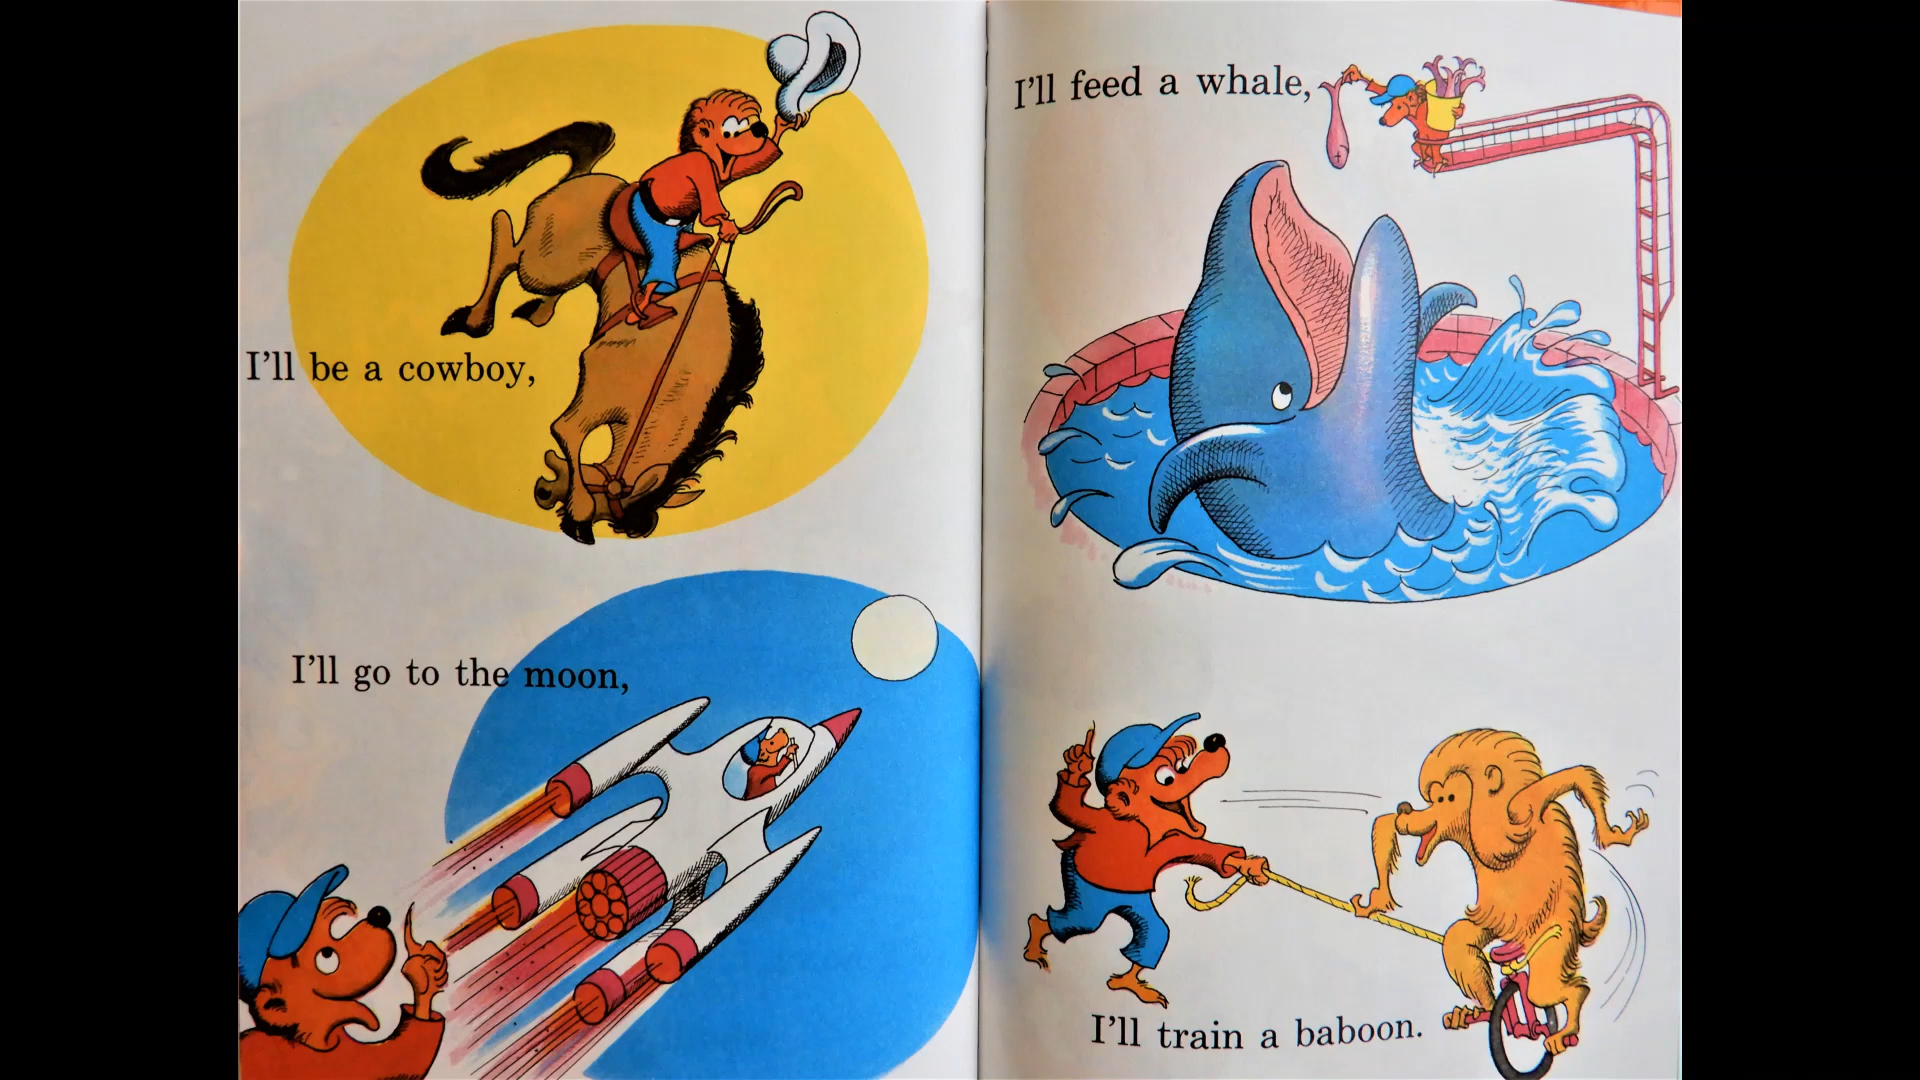 I'll be a cowboy,
I'll go to the moon,
I'll feed a whale,
I'll train a baboon.